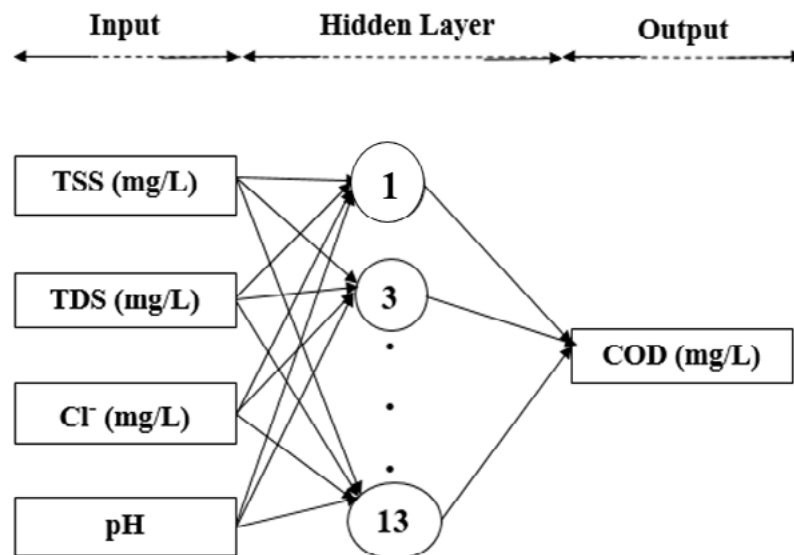 Input Hidden Layer Output
TSS (mg/L)
1
TDS (mg/L)
3
COD (mg/L)
Cl⁻ (mg/L)
pH
13